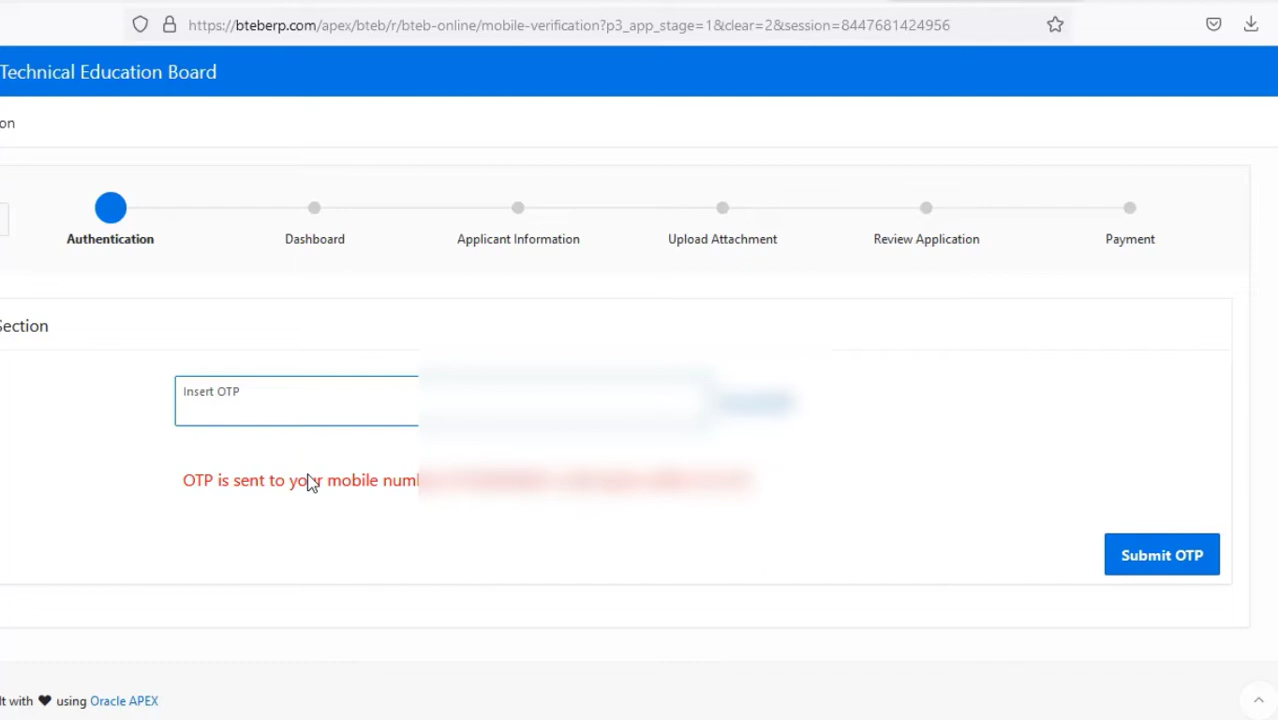 https://bteberp.com/apex/bteb/r/bteb-online/mobile-verification?p3_app_stage=1&clear=2&session=8447681424956
Technical Education Board
on
Authentication
Dashboard
Applicant Information
Upload Attachment
Review Application
Payment
Section
Insert OTP
OTP is sent to your mobile num
Submit OTP
lt with ♥ using Oracle APEX